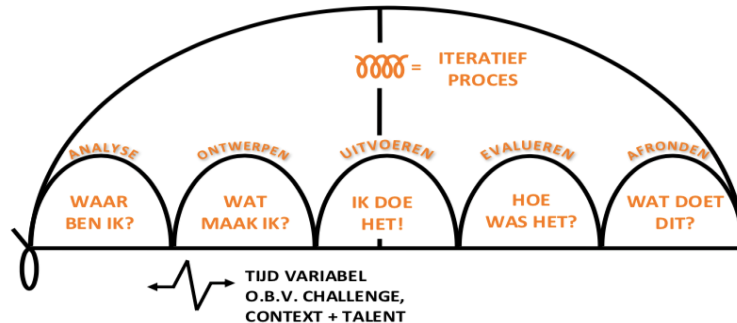 = ITERATIEF
PROCES
ANALYSE
ONTWERPEN
UITVOEREN
EVALUEREN
AFRONDEN
WAAR
BEN IK?
WAT
MAAK IK?
IK DOE
HET!
HOE
WAS HET?
WAT DOET
DIT?
TIJD VARIABEL
O.B.V. CHALLENGE,
CONTEXT + TALENT